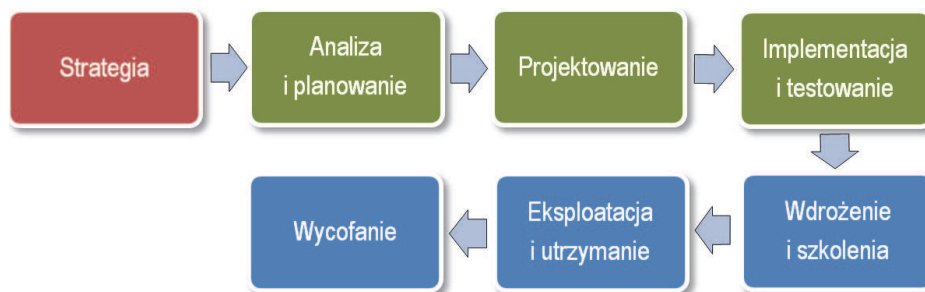 Strategia
Analiza
i planowanie
Projektowanie
Implementacja
i testowanie
Wdrożenie
i szkolenia
Eksploatacja
i utrzymanie
Wycofanie